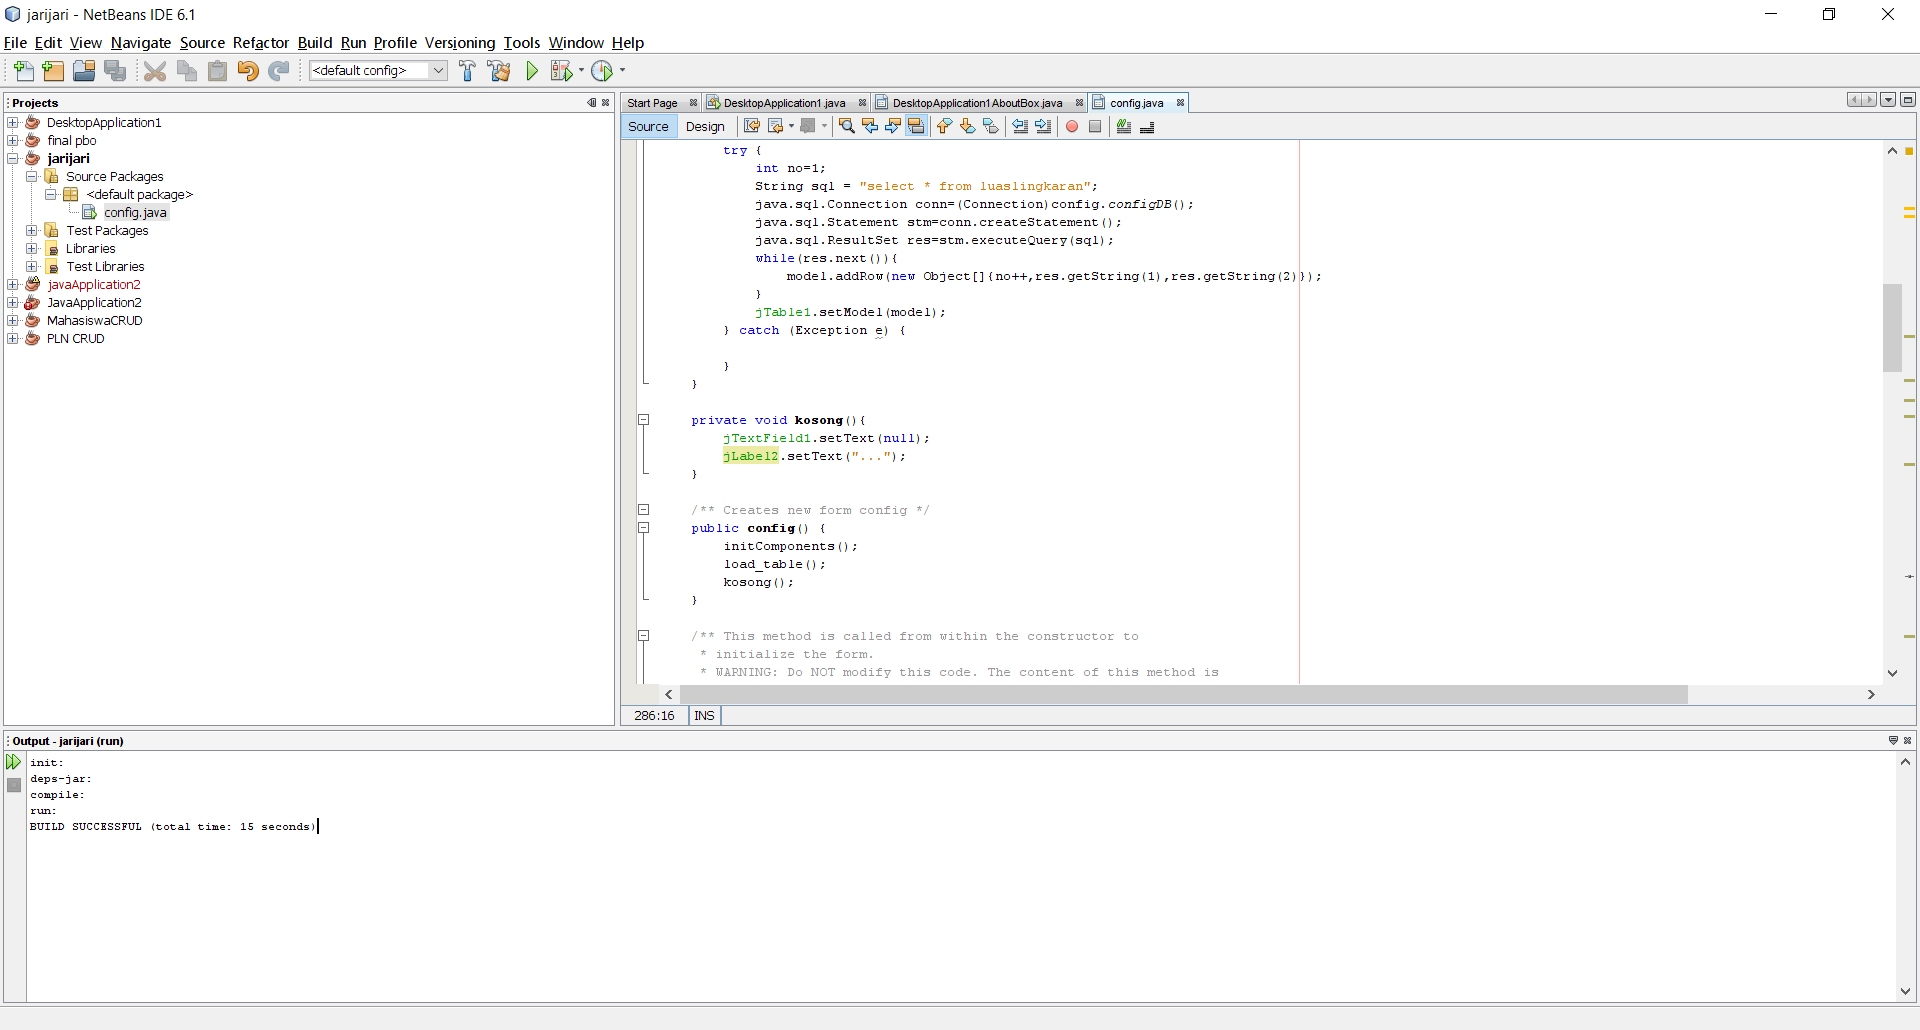 jarijari - NetBeans IDE 6.1
File Edit View Navigate Source Refactor Build Run Profile Versioning Tools Window Help
<default config>
Projects
DesktopApplication1
final pbo
jarijari
Source Packages
<default package>
config.java
Test Packages
Libraries
Test Libraries
javaApplication2
JavaApplication2
MahasiswaCRUD
PLN CRUD
Start Page DesktopApplication1.java DesktopApplication1AboutBox.java config.java
Source Design
try {
int no=1;
String sql = "select * from luaslingkaran";
java.sql.Connection conn=(Connection)config.configDB();
java.sql.Statement stm=conn.createStatement();
java.sql.ResultSet res=stm.executeQuery(sql);
while(res.next()){
model.addRow(new Object[]{no++,res.getString(1),res.getString(2)});
}
jTable1.setModel(model);
} catch (Exception e) {
}
}
private void kosong(){
jTextField1.setText(null);
jLabel2.setText("...");
}
/** Creates new form config */
public config() {
initComponents();
load_table();
kosong();
}
/** This method is called from within the constructor to
* initialize the form.
* WARNING: Do NOT modify this code. The content of this method is
286:16 INS
Output - jarijari (run)
init:
deps-jar:
compile:
run:
BUILD SUCCESSFUL (total time: 15 seconds)